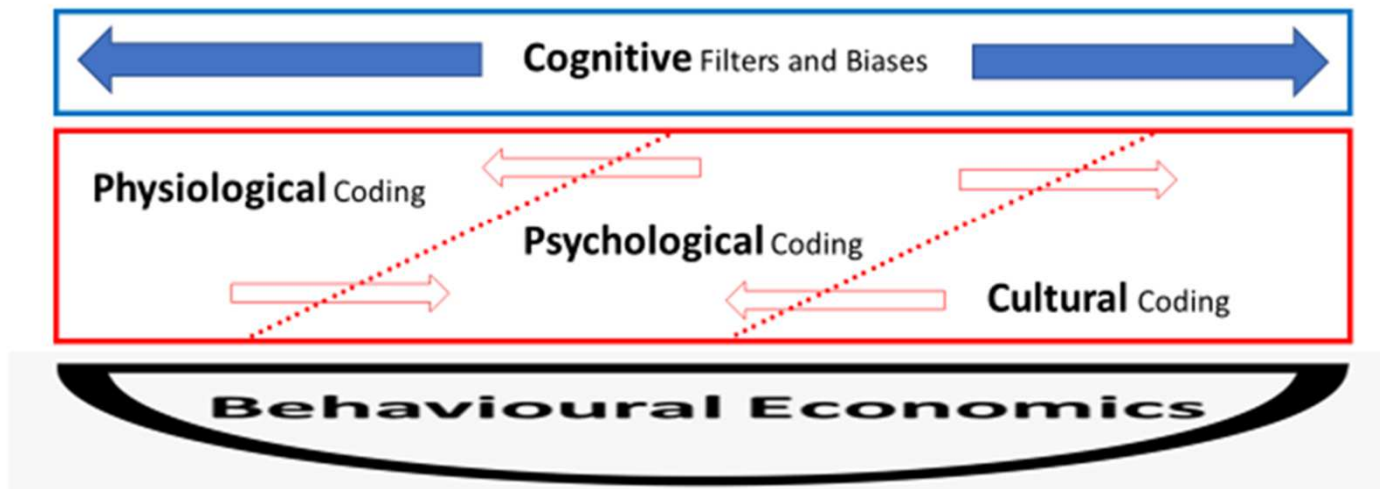 Cognitive Filters and Biases
Physiological Coding
Psychological Coding
Cultural Coding
Behavioural Economics